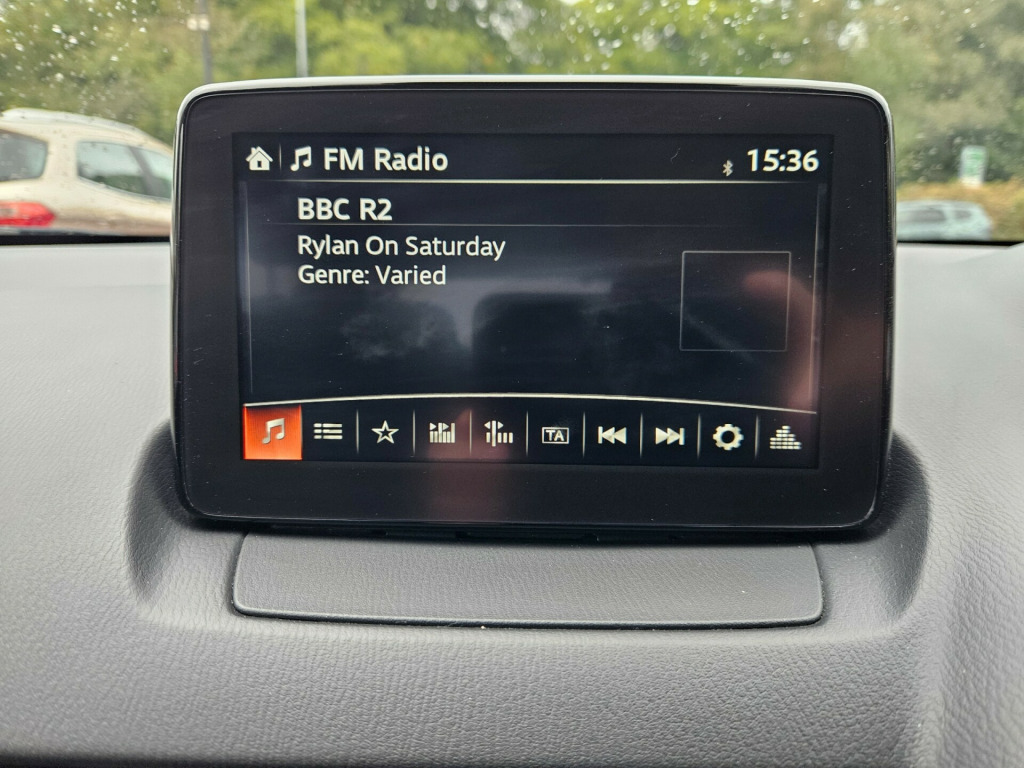 FM Radio 15:36
BBC R2
Rylan On Saturday
Genre: Varied
TA